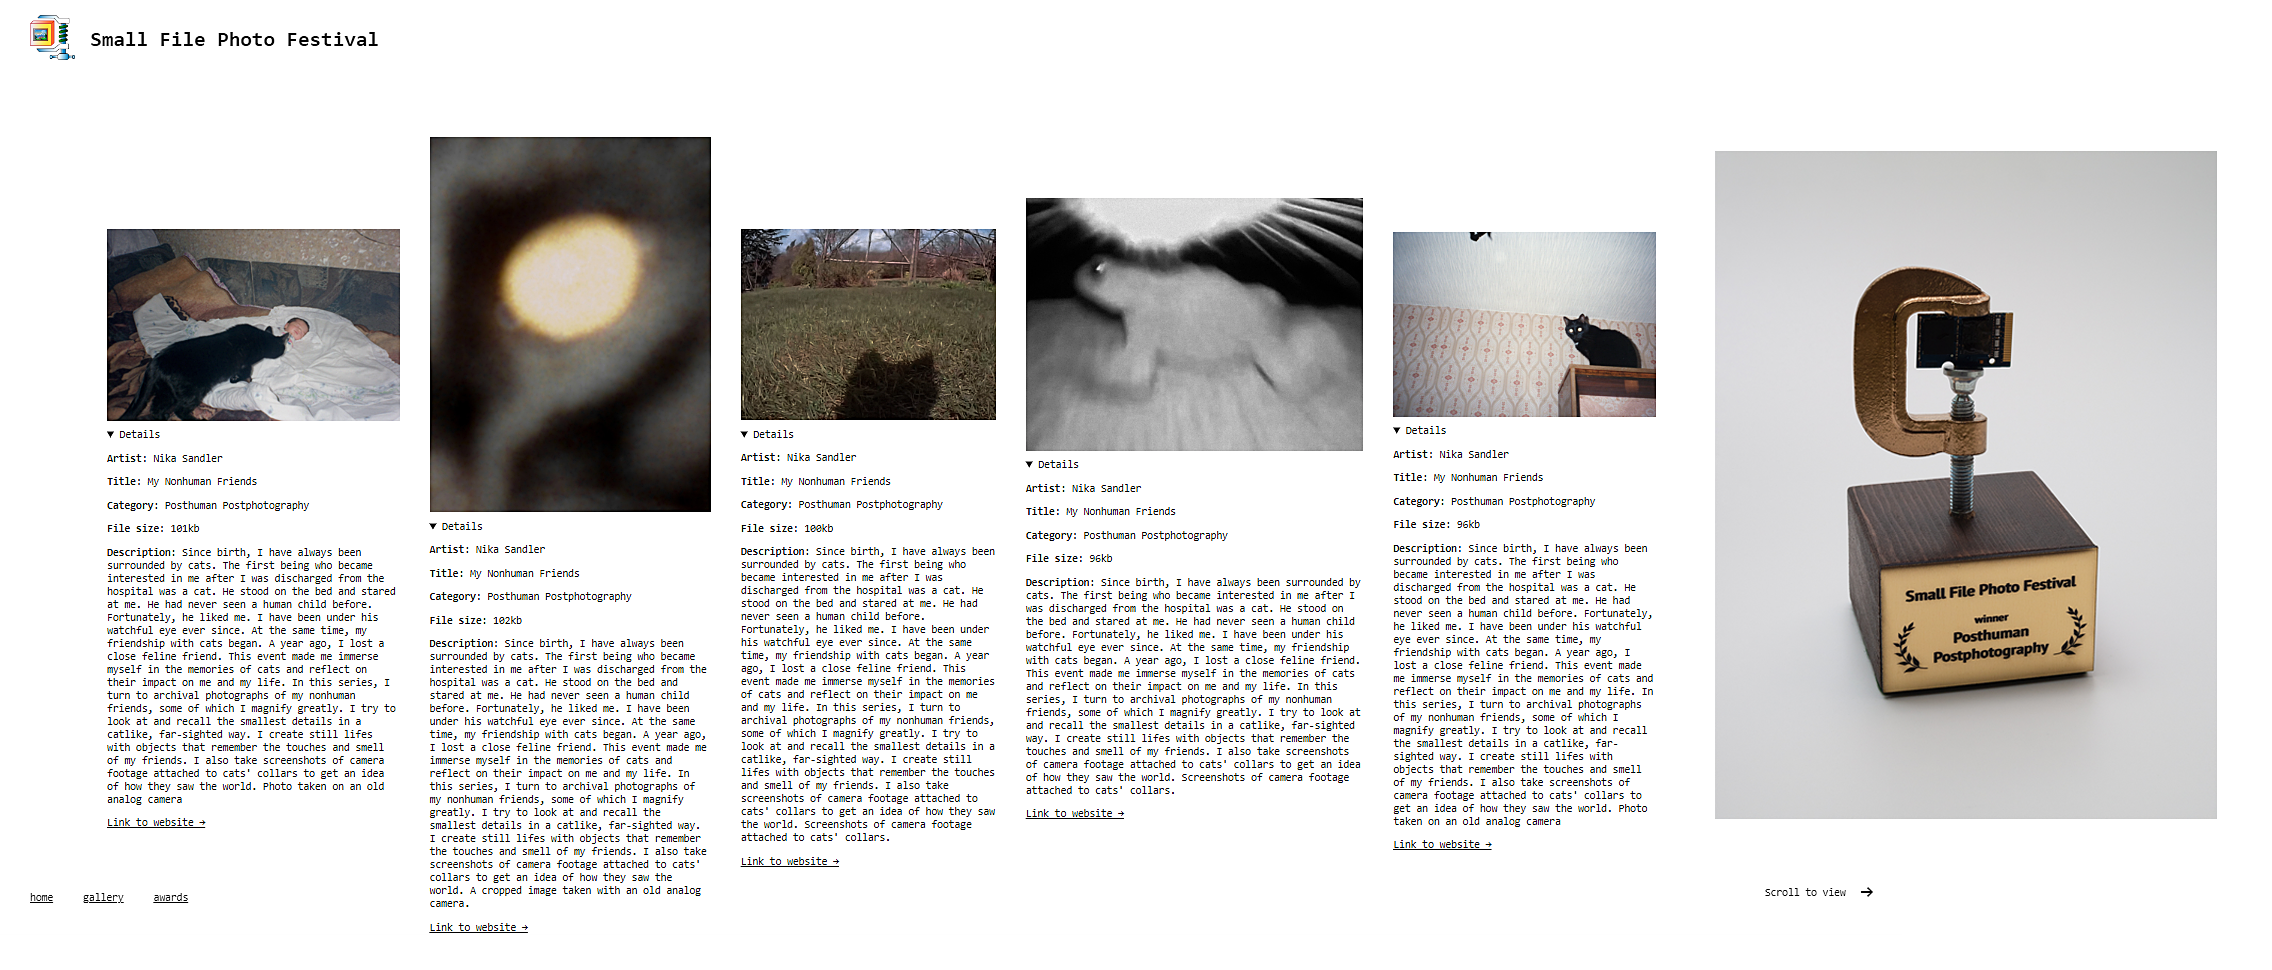 Small File Photo Festival
▼ Details
Artist: Nika Sandler
Title: My Nonhuman Friends
Category: Posthuman Postphotography
File size: 101kb
Description: Since birth, I have always been
surrounded by cats. The first being who became
interested in me after I was discharged from the
hospital was a cat. He stood on the bed and stared
at me. He had never seen a human child before.
Fortunately, he liked me. I have been under his
watchful eye ever since. At the same time, my
friendship with cats began. A year ago, I lost a
close feline friend. This event made me immerse
myself in the memories of cats and reflect on
their impact on me and my life. In this series, I
turn to archival photographs of my nonhuman
friends, some of which I magnify greatly. I try to
look at and recall the smallest details in a
catlike, far-sighted way. I create still lifes
with objects that remember the touches and smell
of my friends. I also take screenshots of camera
footage attached to cats' collars to get an idea
of how they saw the world. Photo taken on an old
analog camera
Link to website →
▼ Details
Artist: Nika Sandler
Title: My Nonhuman Friends
Category: Posthuman Postphotography
File size: 102kb
Description: Since birth, I have always been
surrounded by cats. The first being who became
interested in me after I was discharged from the
hospital was a cat. He stood on the bed and
stared at me. He had never seen a human child
before. Fortunately, he liked me. I have been
under his watchful eye ever since. At the same
time, my friendship with cats began. A year ago,
I lost a close feline friend. This event made me
immerse myself in the memories of cats and
reflect on their impact on me and my life. In
this series, I turn to archival photographs of
my nonhuman friends, some of which I magnify
greatly. I try to look at and recall the
smallest details in a catlike, far-sighted way.
I create still lifes with objects that remember
the touches and smell of my friends. I also take
screenshots of camera footage attached to cats'
collars to get an idea of how they saw the
world. A cropped image taken with an old analog
camera.
Link to website →
▼ Details
Artist: Nika Sandler
Title: My Nonhuman Friends
Category: Posthuman Postphotography
File size: 100kb
Description: Since birth, I have always been
surrounded by cats. The first being who
became interested in me after I was
discharged from the hospital was a cat. He
stood on the bed and stared at me. He had
never seen a human child before.
Fortunately, he liked me. I have been under
his watchful eye ever since. At the same
time, my friendship with cats began. A year
ago, I lost a close feline friend. This
event made me immerse myself in the memories
of cats and reflect on their impact on me
and my life. In this series, I turn to
archival photographs of my nonhuman friends,
some of which I magnify greatly. I try to
look at and recall the smallest details in a
catlike, far-sighted way. I create still
lifes with objects that remember the touches
and smell of my friends. I also take
screenshots of camera footage attached to
cats' collars to get an idea of how they saw
the world. Screenshots of camera footage
attached to cats' collars.
Link to website →
▼ Details
Artist: Nika Sandler
Title: My Nonhuman Friends
Category: Posthuman Postphotography
File size: 96kb
Description: Since birth, I have always been surrounded by
cats. The first being who became interested in me after I
was discharged from the hospital was a cat. He stood on
the bed and stared at me. He had never seen a human child
before. Fortunately, he liked me. I have been under his
watchful eye ever since. At the same time, my friendship
with cats began. A year ago, I lost a close feline friend.
This event made me immerse myself in the memories of cats
and reflect on their impact on me and my life. In this
series, I turn to archival photographs of my nonhuman
friends, some of which I magnify greatly. I try to look at
and recall the smallest details in a catlike, far-sighted
way. I create still lifes with objects that remember the
touches and smell of my friends. I also take screenshots
of camera footage attached to cats' collars to get an idea
of how they saw the world. Screenshots of camera footage
attached to cats' collars.
Link to website →
▼ Details
Artist: Nika Sandler
Title: My Nonhuman Friends
Category: Posthuman Postphotography
File size: 96kb
Description: Since birth, I have always been
surrounded by cats. The first being who
became interested in me after I was
discharged from the hospital was a cat. He
stood on the bed and stared at me. He had
never seen a human child before. Fortunately,
he liked me. I have been under his watchful
eye ever since. At the same time, my
friendship with cats began. A year ago, I
lost a close feline friend. This event made
me immerse myself in the memories of cats and
reflect on their impact on me and my life. In
this series, I turn to archival photographs
of my nonhuman friends, some of which I
magnify greatly. I try to look at and recall
the smallest details in a catlike, far-
sighted way. I create still lifes with
objects that remember the touches and smell
of my friends. I also take screenshots of
camera footage attached to cats' collars to
get an idea of how they saw the world. Photo
taken on an old analog camera
Link to website →
Small File Photo Festival
winner
Posthuman
Postphotography
Scroll to view →
home gallery awards